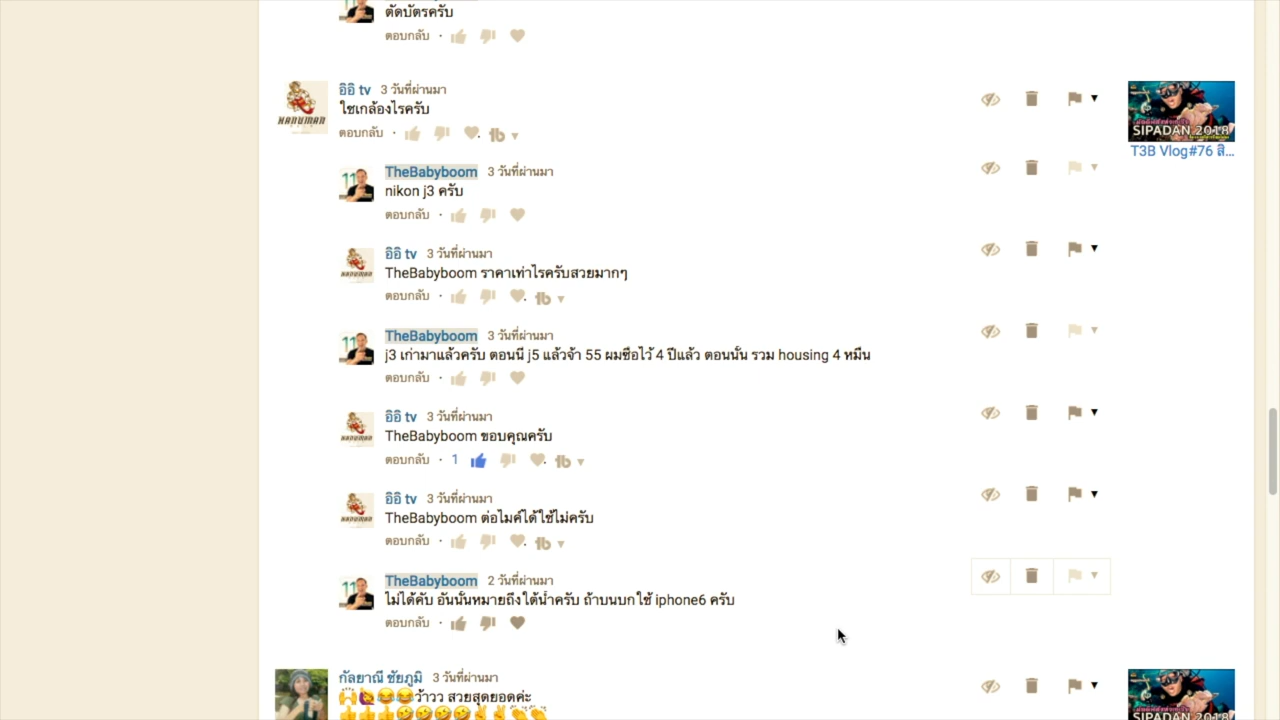 ตัดบัตรครับ
ตอบกลับ ·
อิอิ tv 3 วันที่ผ่านมา
ใชเกล้องไรครับ
ตอบกลับ ·
HANUMAN
SIPADAN 2018
T3B Vlog#76 สิ...
TheBabyboom 3 วันที่ผ่านมา
nikon j3 ครับ
ตอบกลับ ·
อิอิ tv 3 วันที่ผ่านมา
TheBabyboom ราคาเท่าไรครับสวยมากๆ
ตอบกลับ ·
TheBabyboom 3 วันที่ผ่านมา
j3 เก่ามาแล้วครับ ตอนนี้ j5 แล้วจ้า 55 ผมซื้อไว้ 4 ปีแล้ว ตอนนั้น รวม housing 4 หมื่น
ตอบกลับ ·
อิอิ tv 3 วันที่ผ่านมา
TheBabyboom ขอบคุณครับ
ตอบกลับ · 1
อิอิ tv 3 วันที่ผ่านมา
TheBabyboom ต่อไมค์ได้ใช้ไม่ครับ
ตอบกลับ ·
TheBabyboom 2 วันที่ผ่านมา
ไม่ได้คับ อันนั้นหมายถึงใต้น้ำครับ ถ้าบนบกใช้ iphone6 ครับ
ตอบกลับ ·
กัลยาณี ชัยภูมิ 3 วันที่ผ่านมา
🙌🙋😂😂ว้าวว สวยสุดยอดค่ะ
👍👍👍🤣🤣🤣🤣✌✌👏👏
SIPADAN 2018